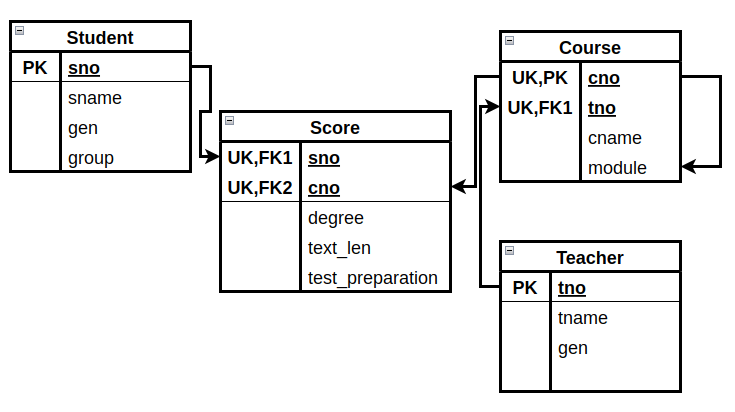 Student
PK sno
sname
gen
group
Score
UK,FK1 sno
UK,FK2 cno
degree
text_len
test_preparation
Course
UK,PK cno
UK,FK1 tno
cname
module
Teacher
PK tno
tname
gen